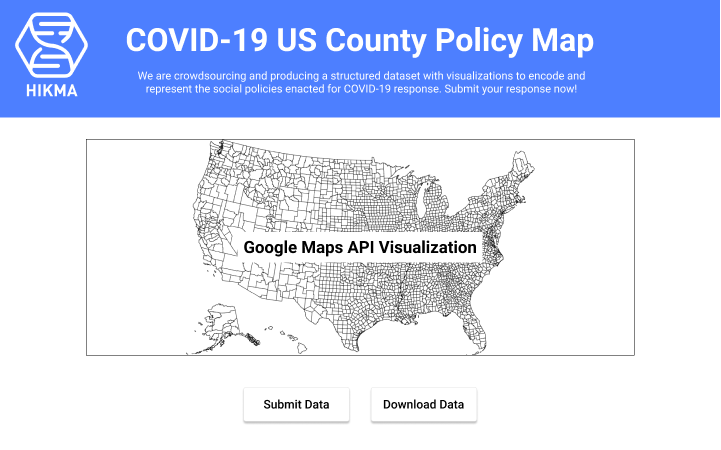 HIKMA
COVID-19 US County Policy Map
We are crowdsourcing and producing a structured dataset with visualizations to encode and
represent the social policies enacted for COVID-19 response. Submit your response now!
Google Maps API Visualization
Submit Data
Download Data